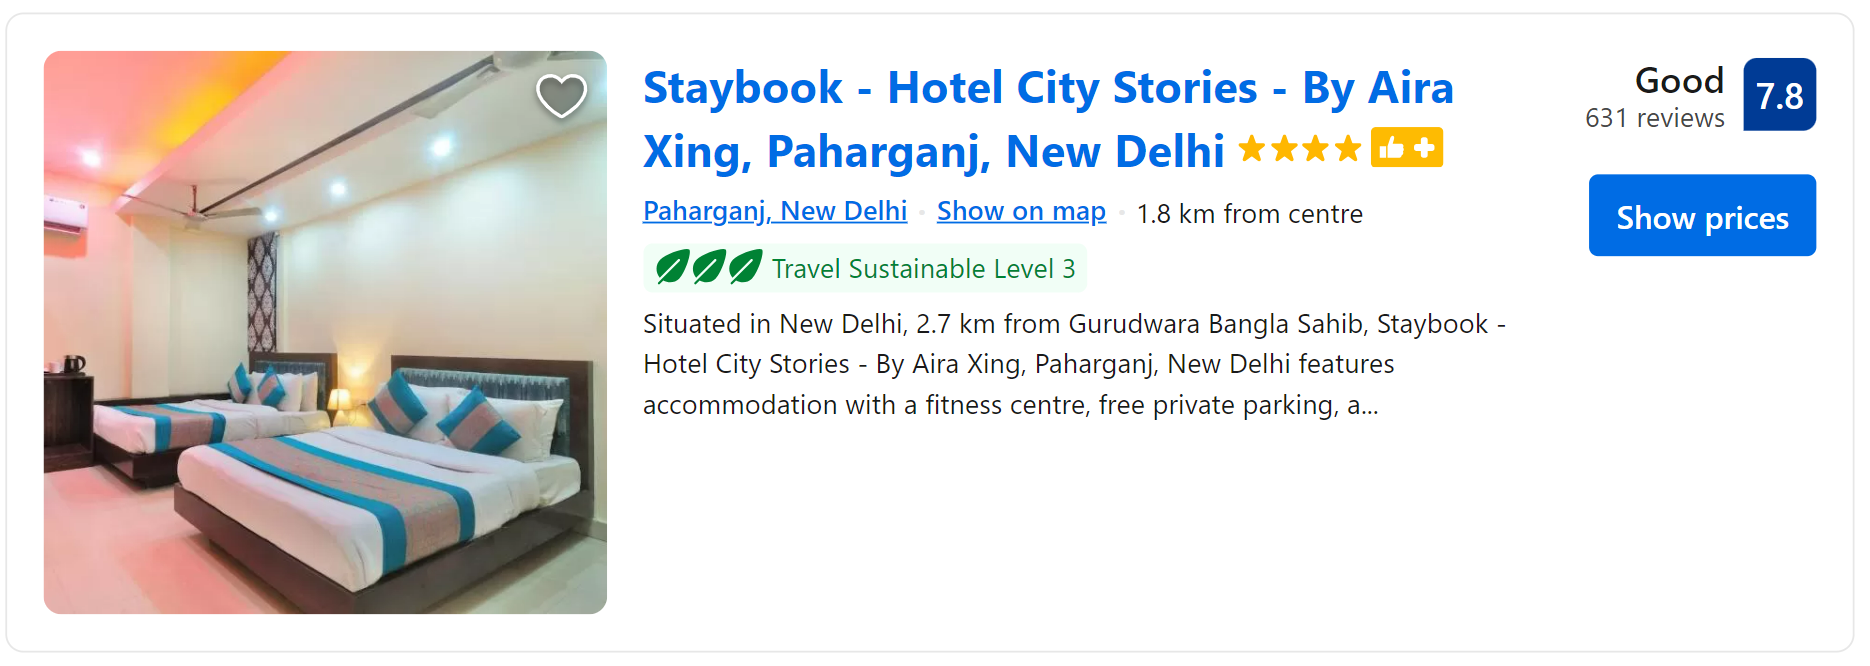 Staybook - Hotel City Stories - By Aira
Xing, Paharganj, New Delhi
Paharganj, New Delhi · Show on map · 1.8 km from centre
Travel Sustainable Level 3
Situated in New Delhi, 2.7 km from Gurudwara Bangla Sahib, Staybook -
Hotel City Stories - By Aira Xing, Paharganj, New Delhi features
accommodation with a fitness centre, free private parking, a...
Good
631 reviews
7.8
Show prices